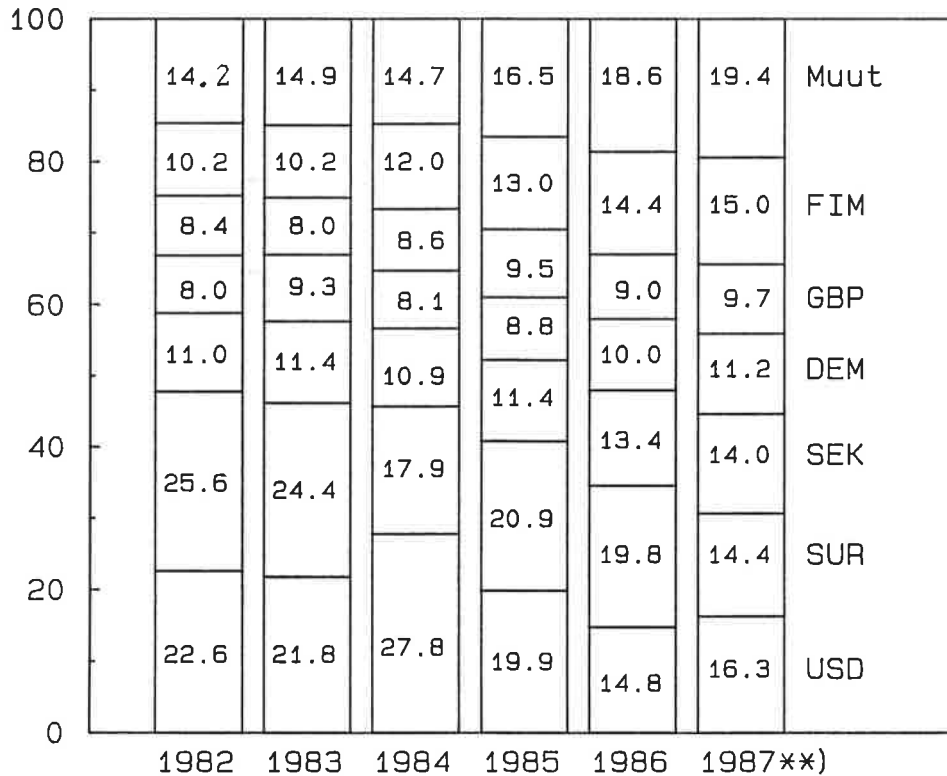 100
14.2 14.9 14.7 16.5 18.6 19.4 Muut
80
10.2 10.2 12.0 13.0 14.4 15.0 FIM
8.4 8.0 8.6 9.5 9.0 9.7 GBP
60
8.0 9.3 8.1 8.8 10.0 11.2 DEM
11.0 11.4 10.9 11.4 13.4 14.0 SEK
40
25.6 24.4 17.9 20.9 19.8 14.4 SUR
20
22.6 21.8 27.8 19.9 14.8 16.3 USD
0
1982 1983 1984 1985 1986 1987**)